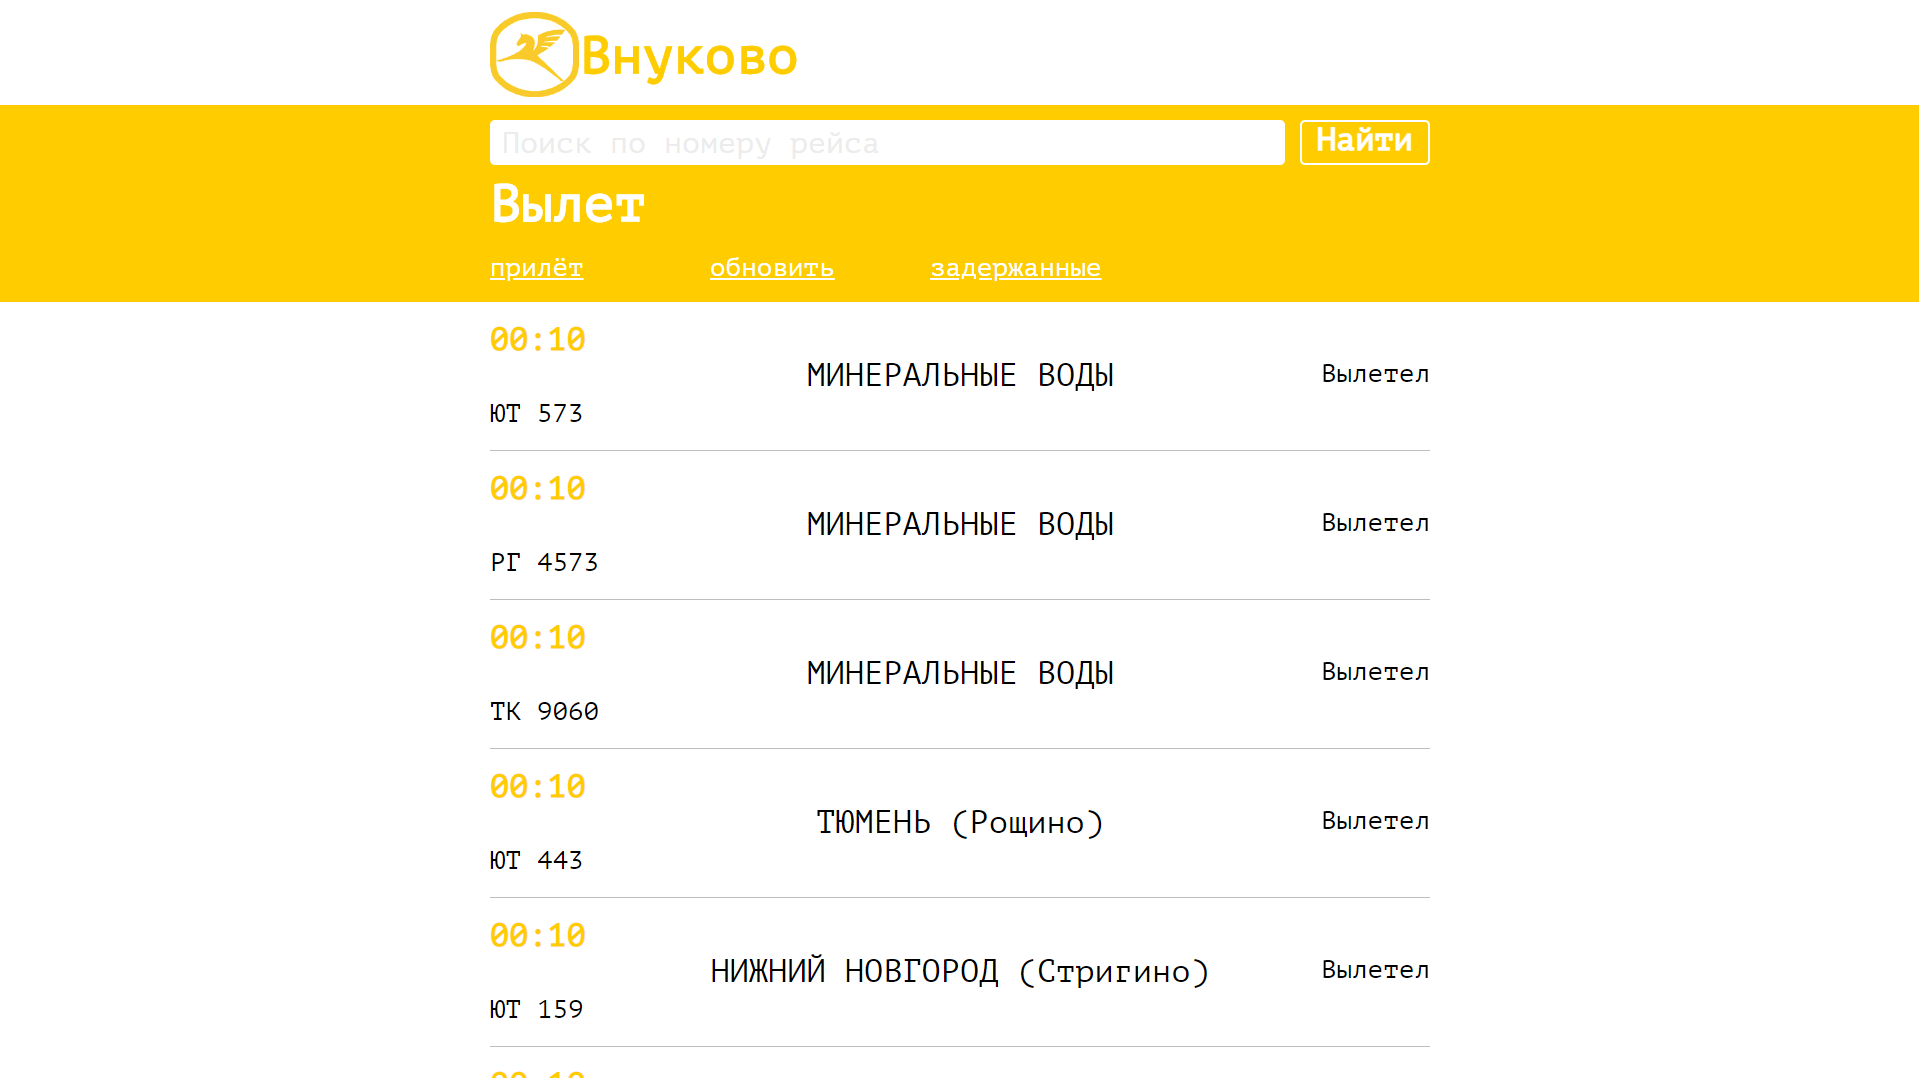 Внуково
Поиск по номеру рейса
Найти
Вылет
прилёт обновить задержанные
00:10
МИНЕРАЛЬНЫЕ ВОДЫ
Вылетел
ЮТ 573
00:10
МИНЕРАЛЬНЫЕ ВОДЫ
Вылетел
РГ 4573
00:10
МИНЕРАЛЬНЫЕ ВОДЫ
Вылетел
ТК 9060
00:10
ТЮМЕНЬ (Рощино)
Вылетел
ЮТ 443
00:10
НИЖНИЙ НОВГОРОД (Стригино)
Вылетел
ЮТ 159